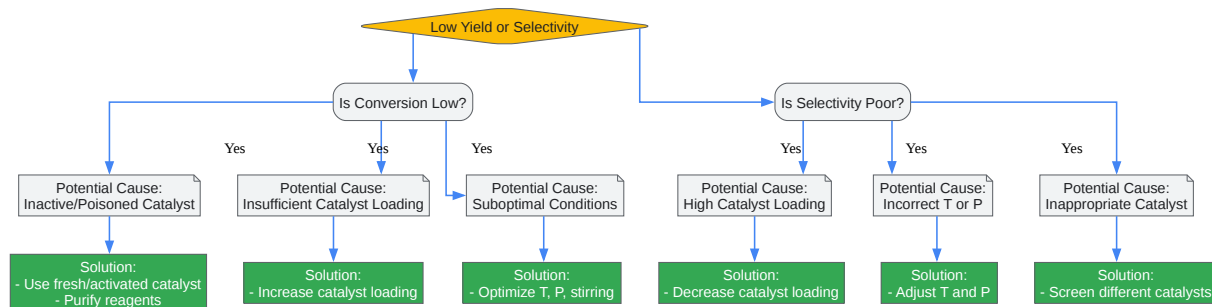 Low Yield or Selectivity
Is Conversion Low?
Is Selectivity Poor?
Yes
Yes
Yes
Yes
Yes
Yes
Potential Cause:
Inactive/Poisoned Catalyst
Potential Cause:
Insufficient Catalyst Loading
Potential Cause:
Suboptimal Conditions
Potential Cause:
High Catalyst Loading
Potential Cause:
Incorrect T or P
Potential Cause:
Inappropriate Catalyst
Solution:
- Use fresh/activated catalyst
- Purify reagents
Solution:
- Increase catalyst loading
Solution:
- Optimize T, P, stirring
Solution:
- Decrease catalyst loading
Solution:
- Adjust T and P
Solution:
- Screen different catalysts